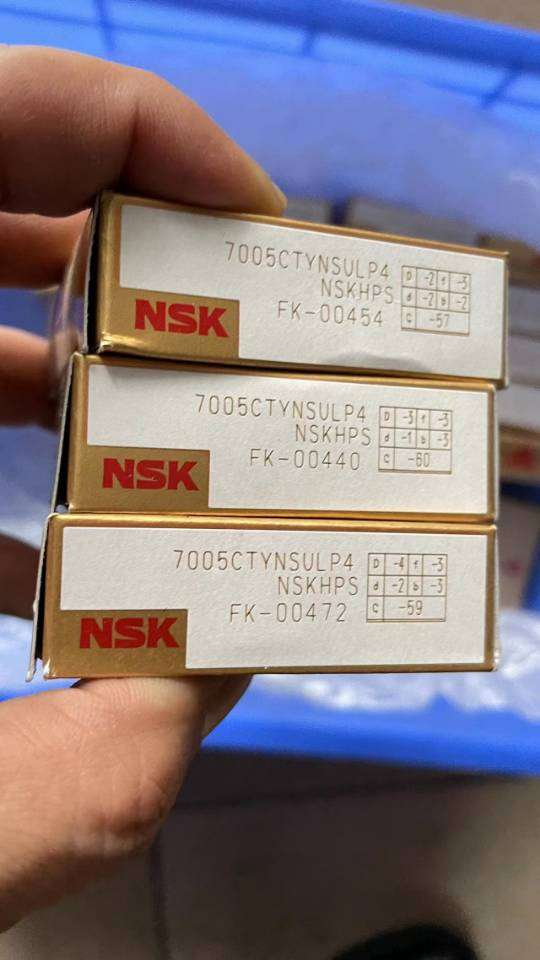 7005CTYNSULP4
NSKHPS
FK-00454
D -2 f -3
d -2 b -2
C -57
NSK
7005CTYNSULP4
NSKHPS
FK-00440
D -3 f -3
d -1 b -3
C -60
NSK
7005CTYNSULP4
NSKHPS
FK-00472
D -4 f -3
d -2 b -3
C -59
NSK